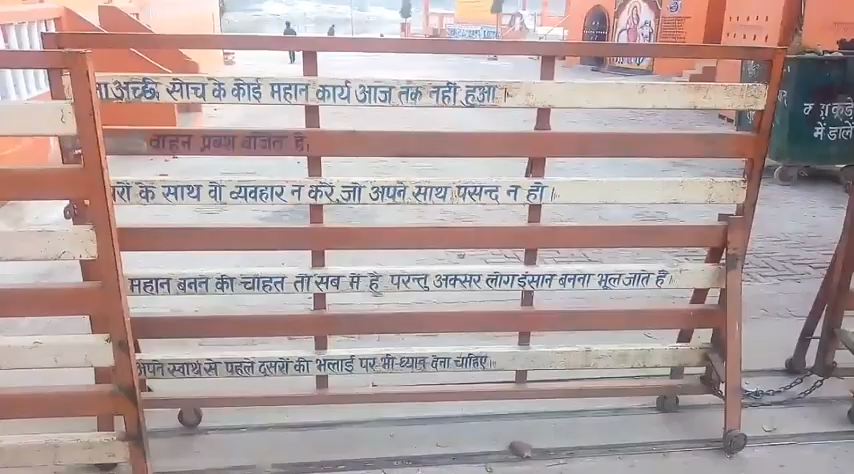 अच्छी सोच के कोई महान कार्य आज तक नहीं हुआ।
वाहन प्रवेश वर्जित है।
के साथ वो व्यवहार न करें जो अपने साथ पसन्द न हो।
महान बनने की चाहत तो सब में है परन्तु अक्सर लोग इंसान बनना भूल जाते है।
अपने स्वार्थ से पहले दूसरों की भलाई पर भी ध्यान देना चाहिए।
में डालें